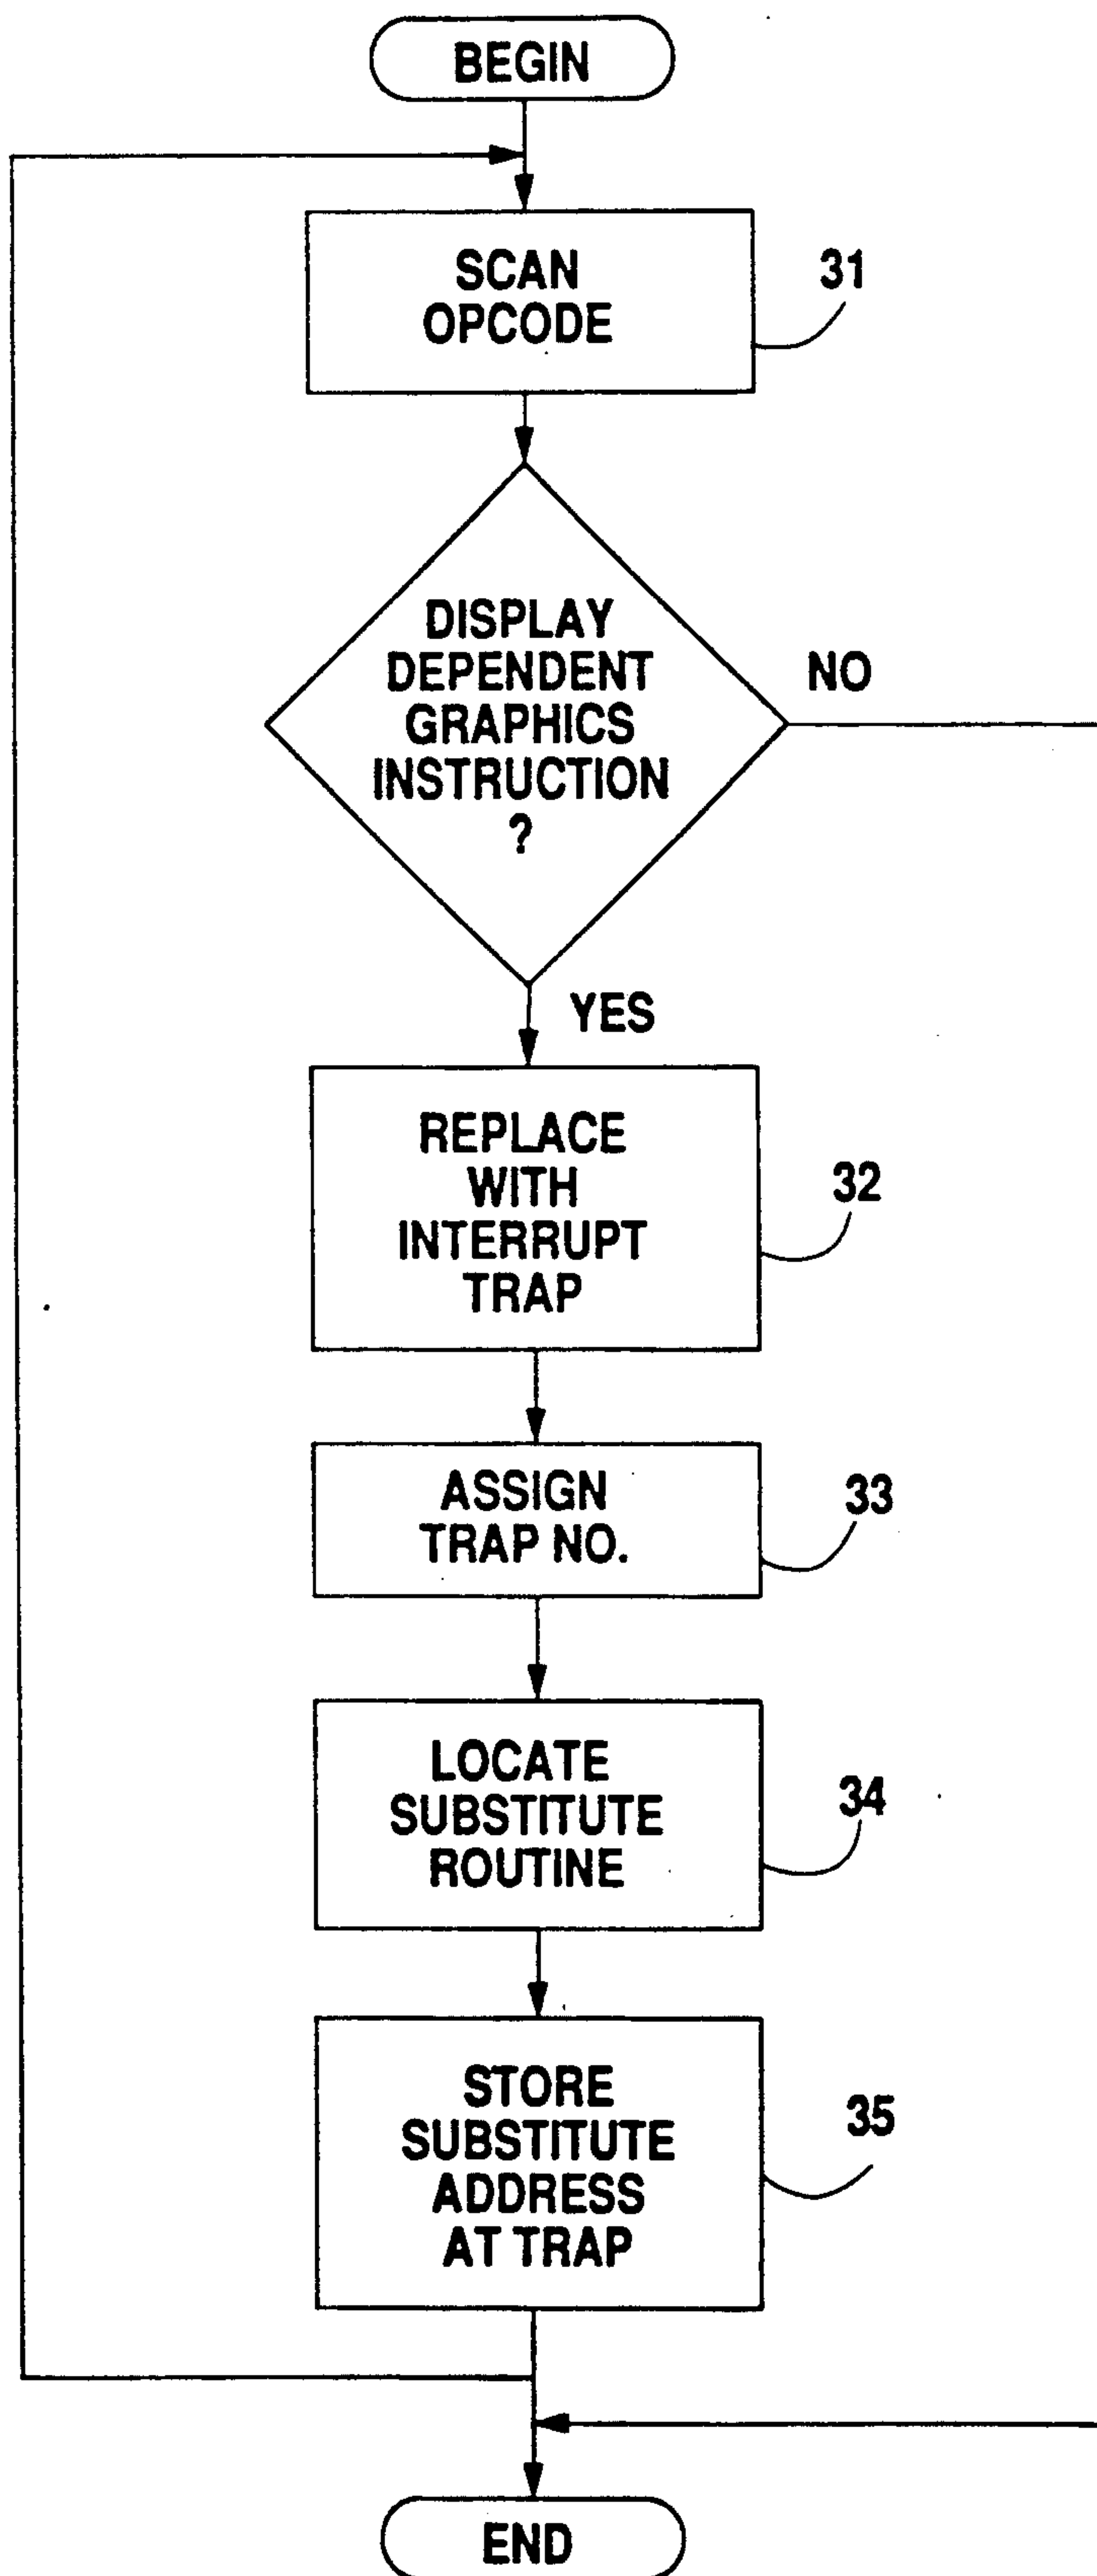 BEGIN
SCAN
OPCODE
31
DISPLAY
DEPENDENT
GRAPHICS
INSTRUCTION
?
NO
YES
REPLACE
WITH
INTERRUPT
TRAP
32
ASSIGN
TRAP NO.
33
LOCATE
SUBSTITUTE
ROUTINE
34
STORE
SUBSTITUTE
ADDRESS
AT TRAP
35
END